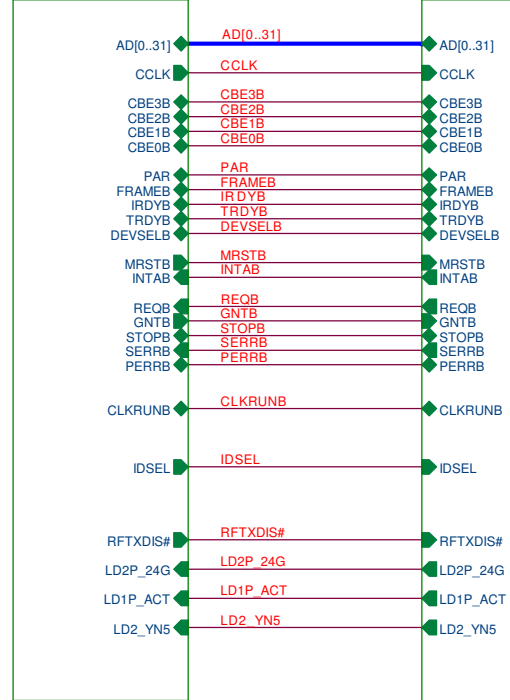 AD[0..31] AD[0..31] AD[0..31]
CCLK CCLK CCLK
CBE3B CBE3B CBE3B
CBE2B CBE2B CBE2B
CBE1B CBE1B CBE1B
CBE0B CBE0B CBE0B
PAR PAR PAR
FRAMEB FRAMEB FRAMEB
IRDYB IRDYB IRDYB
TRDYB TRDYB TRDYB
DEVSELB DEVSELB DEVSELB
MRSTB MRSTB MRSTB
INTAB INTAB INTAB
REQB REQB REQB
GNTB GNTB GNTB
STOPB STOPB STOPB
SERRB SERRB SERRB
PERRB PERRB PERRB
CLKRUNB CLKRUNB CLKRUNB
IDSEL IDSEL IDSEL
RFTXDIS# RFTXDIS# RFTXDIS#
LD2P_24G LD2P_24G LD2P_24G
LD1P_ACT LD1P_ACT LD1P_ACT
LD2_YN5 LD2_YN5 LD2_YN5